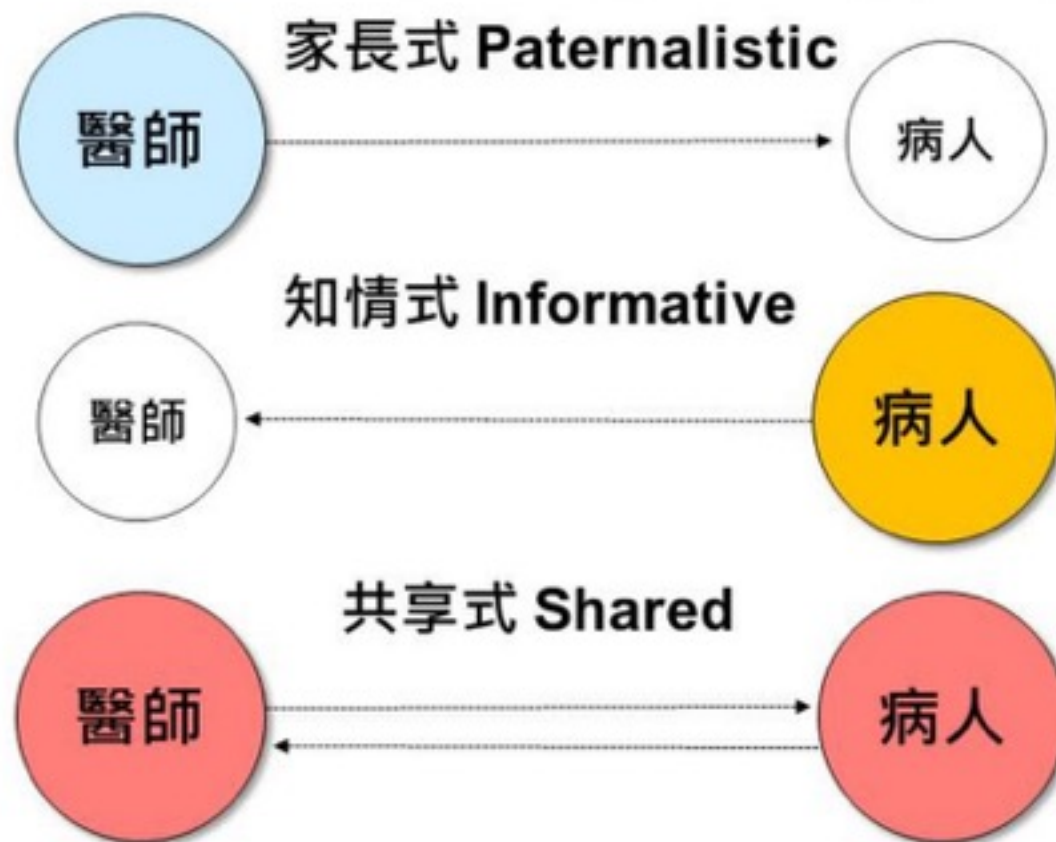 家長式 Paternalistic
醫師
病人
知情式 Informative
醫師
病人
共享式 Shared
醫師
病人